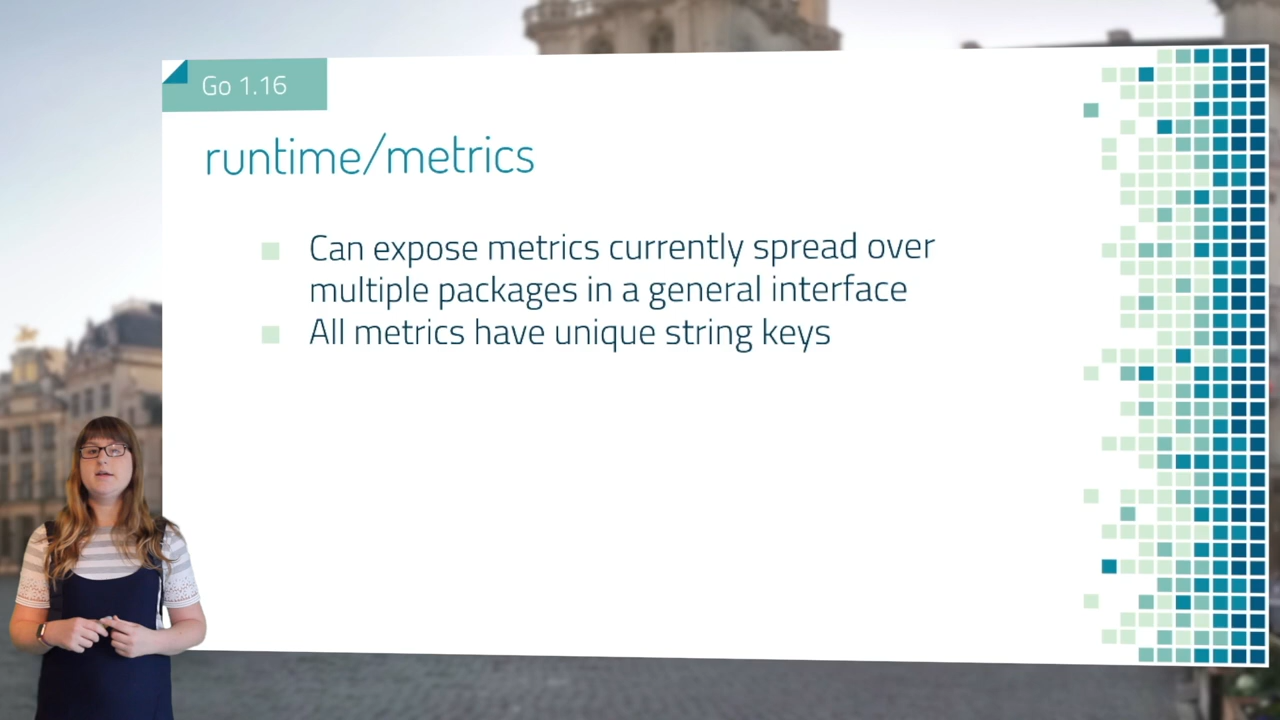 Go 1.16
runtime/metrics
Can expose metrics currently spread over
multiple packages in a general interface
All metrics have unique string keys